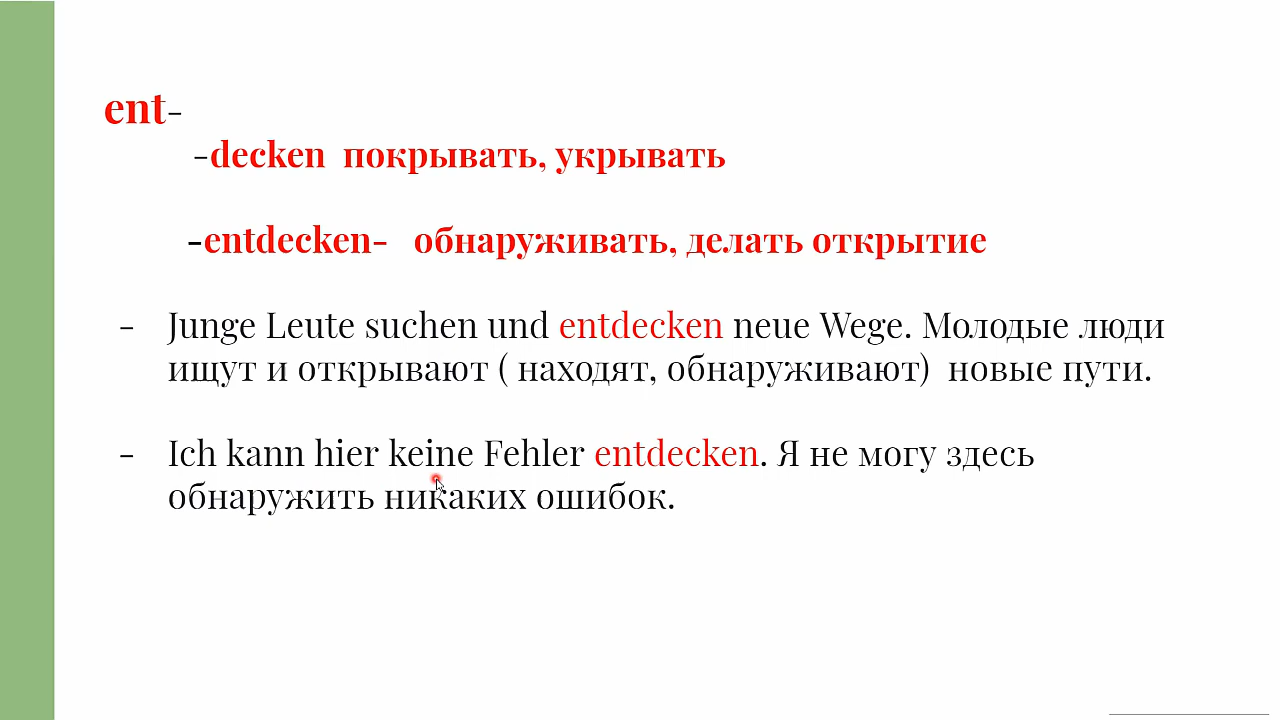 ent-
-decken покрывать, укрывать
-entdecken- обнаруживать, делать открытие
- Junge Leute suchen und entdecken neue Wege. Молодые люди
ищут и открывают ( находят, обнаруживают) новые пути.
- Ich kann hier keine Fehler entdecken. Я не могу здесь
обнаружить никаких ошибок.